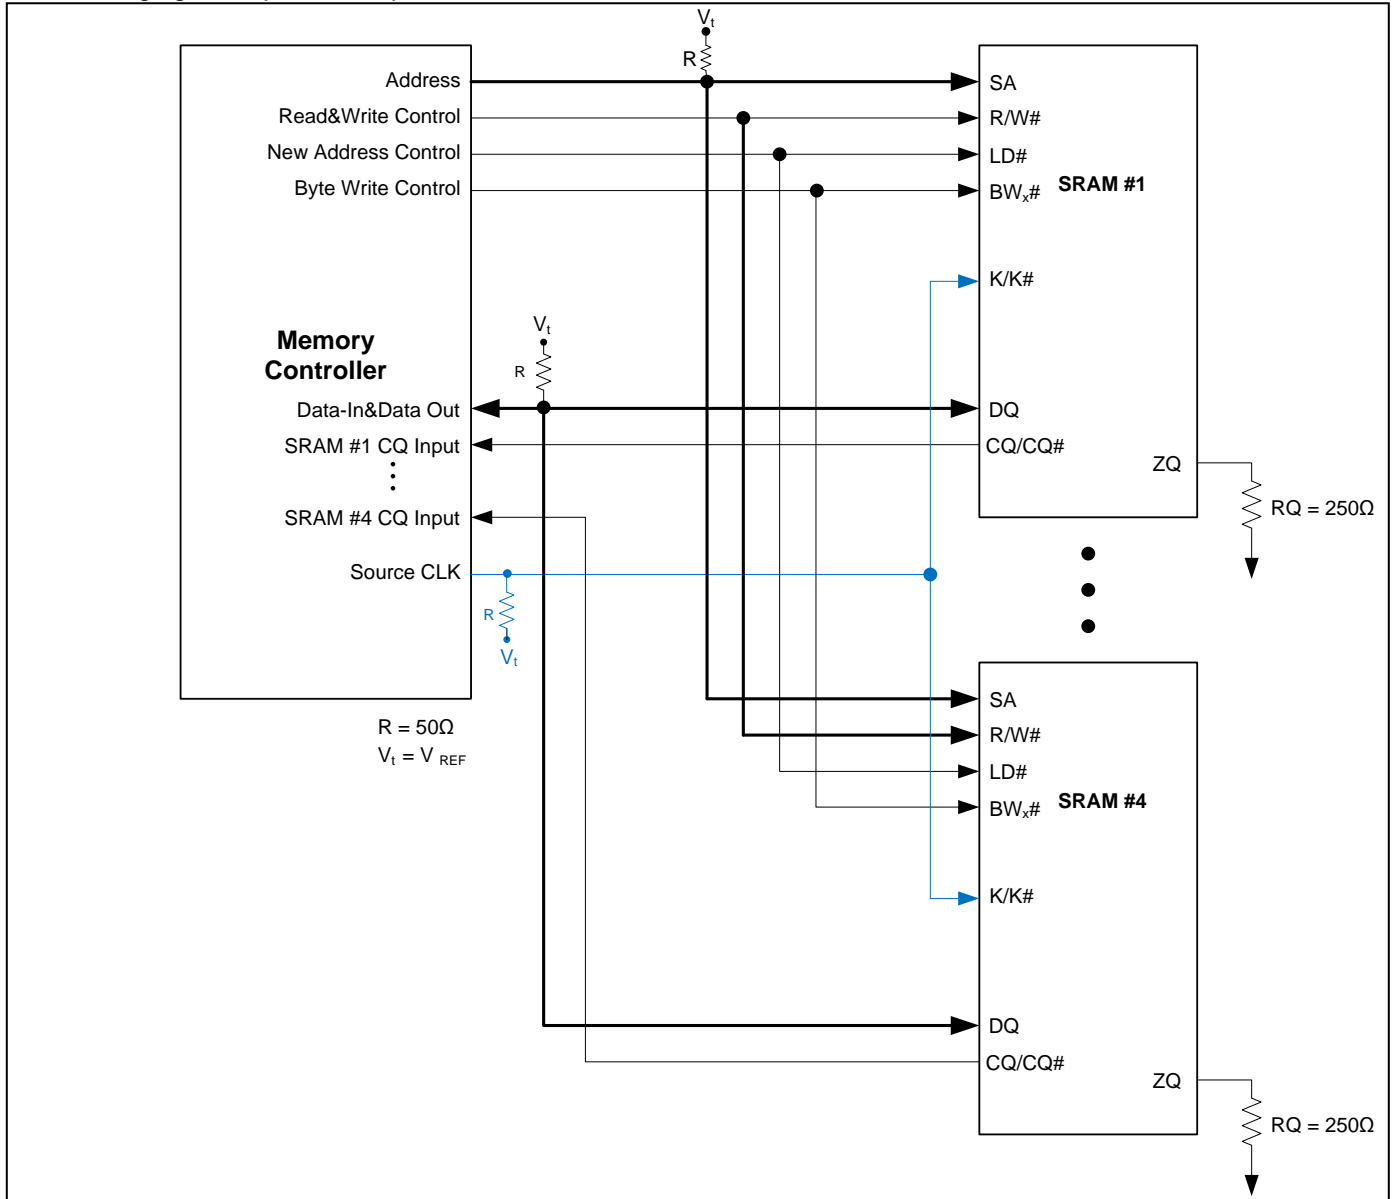 Vt
R
Address
Read&Write Control
New Address Control
Byte Write Control
SA
R/W#
LD#
BWx#
SRAM #1
K/K#
Vt
R
Memory
Controller
Data-In&Data Out
SRAM #1 CQ Input
SRAM #4 CQ Input
Source CLK
DQ
CQ/CQ#
ZQ
RQ = 250Ω
R
Vt
R = 50Ω
Vt = V REF
SA
R/W#
LD#
BWx#
SRAM #4
K/K#
DQ
CQ/CQ#
ZQ
RQ = 250Ω